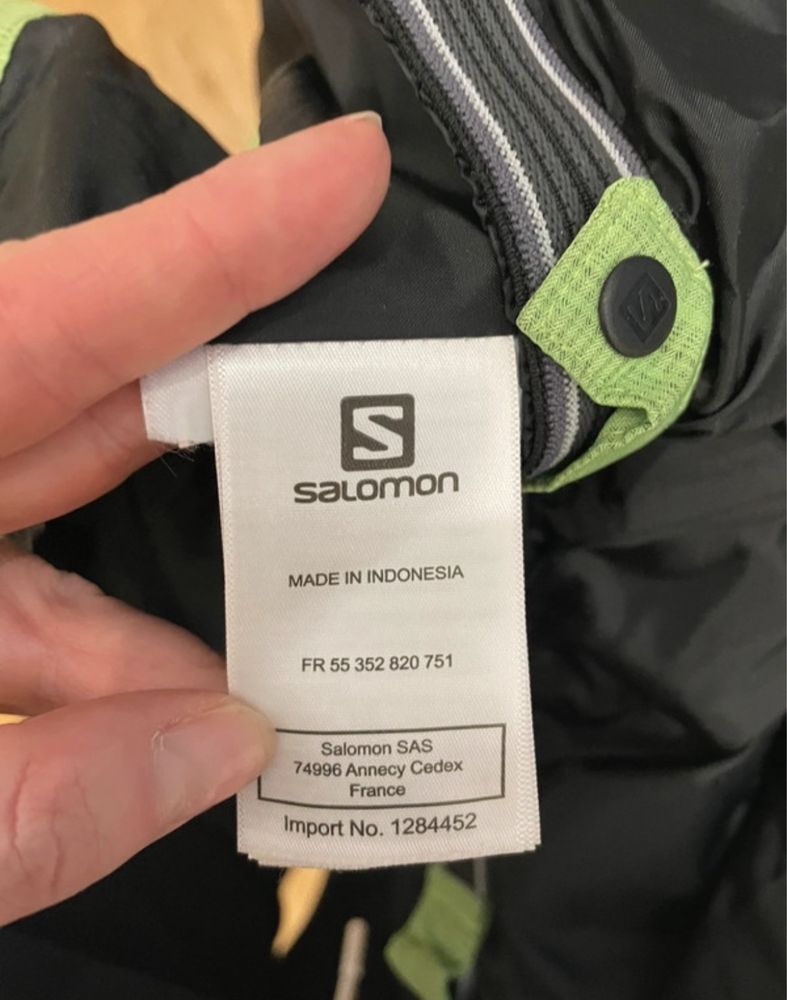 S
SALOMON
MADE IN INDONESIA
FR 55 352 820 751
Salomon SAS
74996 Annecy Cedex
France
Import No. 1284452